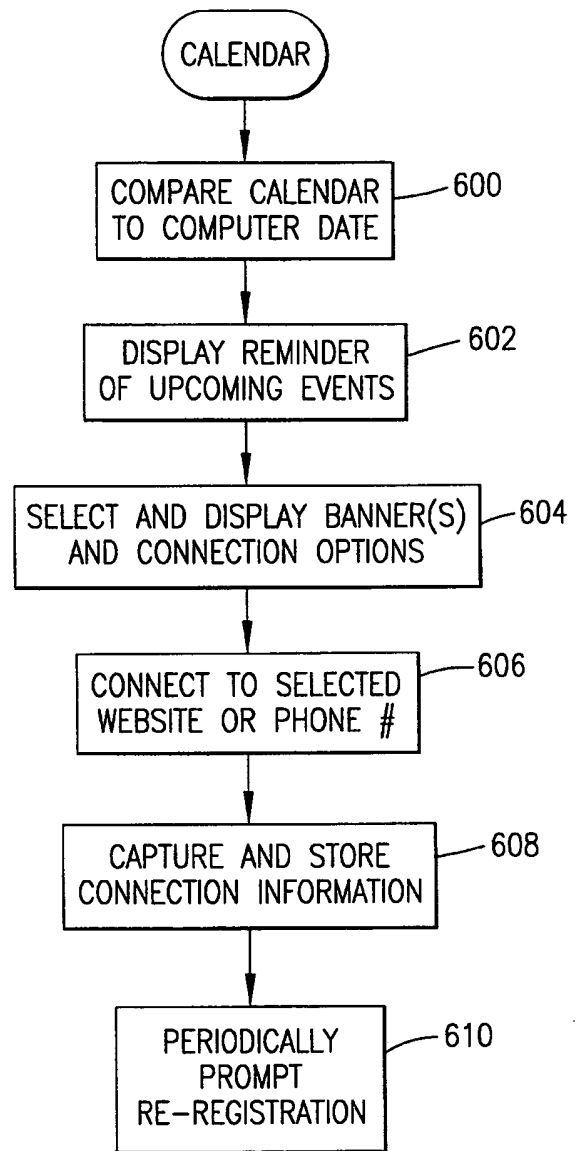 CALENDAR
COMPARE CALENDAR
TO COMPUTER DATE
600
DISPLAY REMINDER
OF UPCOMING EVENTS
602
SELECT AND DISPLAY BANNER(S)
AND CONNECTION OPTIONS
604
CONNECT TO SELECTED
WEBSITE OR PHONE #
606
CAPTURE AND STORE
CONNECTION INFORMATION
608
PERIODICALLY
PROMPT
RE-REGISTRATION
610